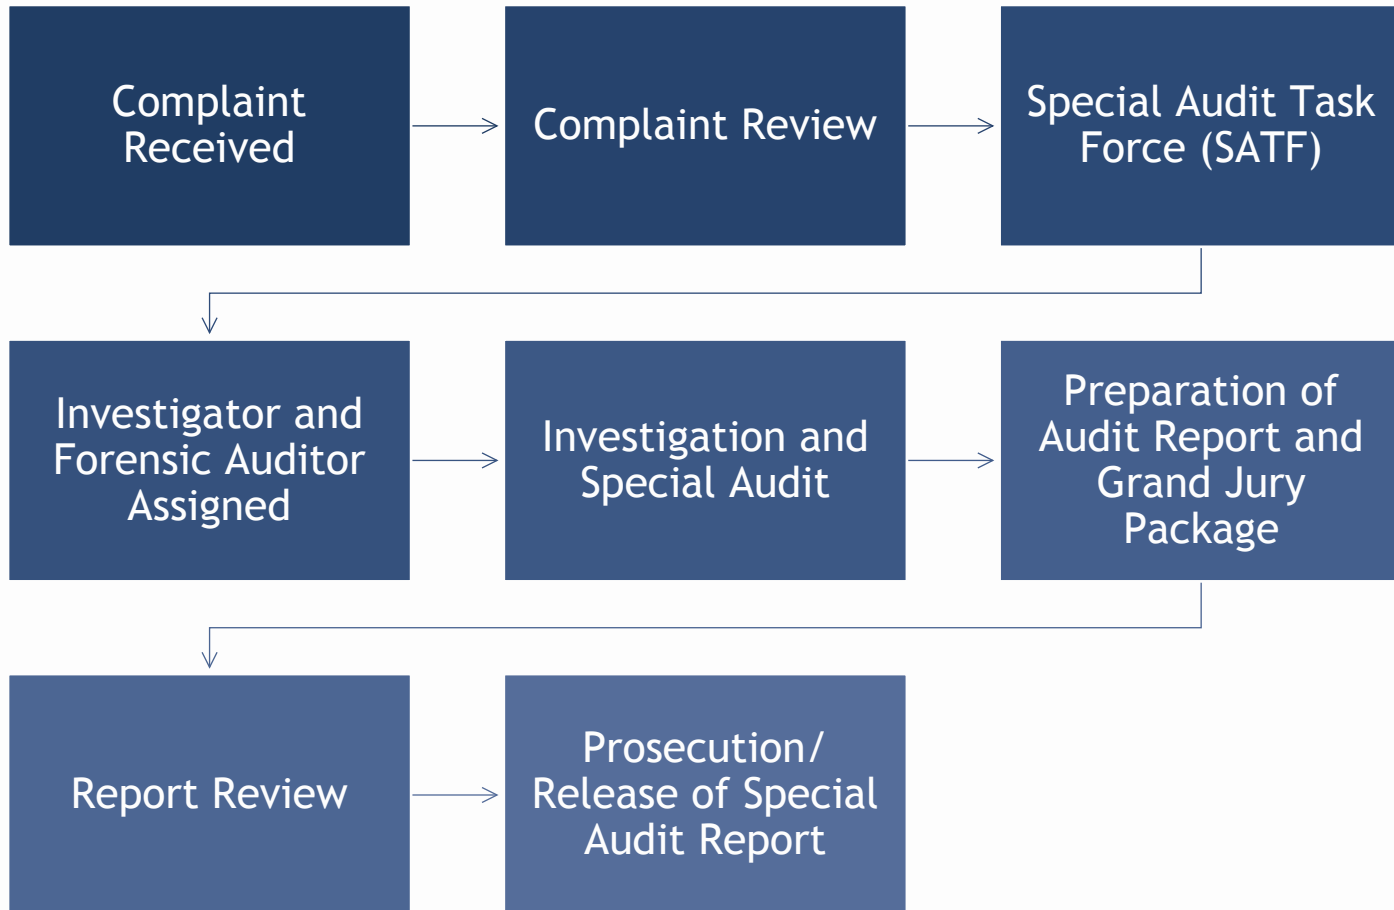 Complaint
Received
Complaint Review
Special Audit Task
Force (SATF)
Investigator and
Forensic Auditor
Assigned
Investigation and
Special Audit
Preparation of
Audit Report and
Grand Jury
Package
Report Review
Prosecution/
Release of Special
Audit Report